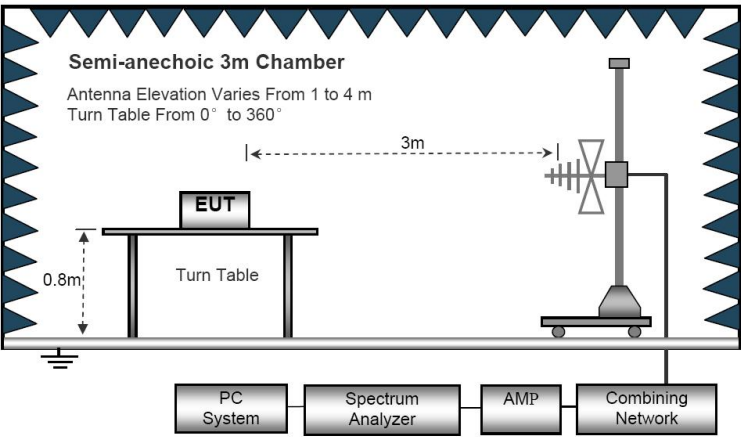 Semi-anechoic 3m Chamber
Antenna Elevation Varies From 1 to 4 m
Turn Table From 0° to 360°
3m
EUT
0.8m
Turn Table
PC
System
Spectrum
Analyzer
AMP
Combining
Network